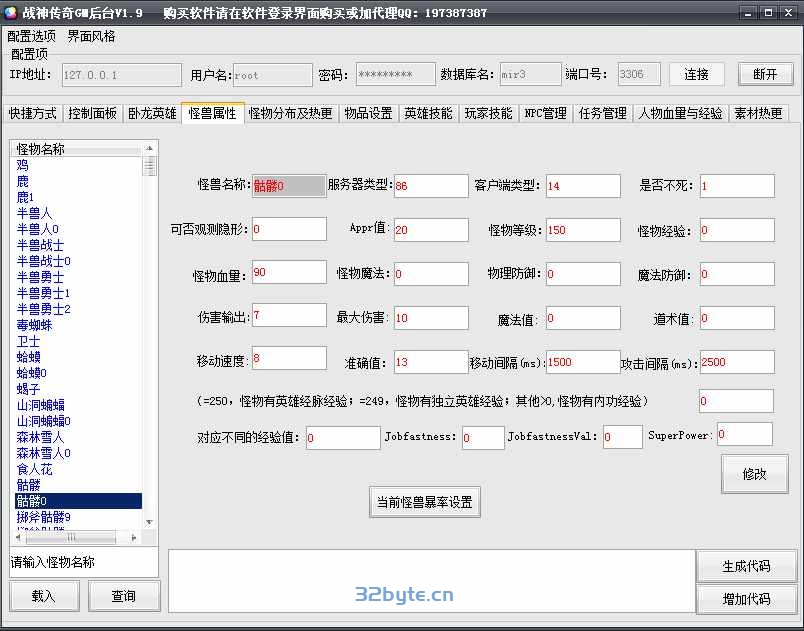 战神传奇GM后台V1.9 购买软件请在软件登录界面购买或加代理QQ：197387387
配置选项 界面风格
配置项
IP地址： 127.0.0.1 用户名： root 密码： ********* 数据库名： mir3 端口号： 3306 连接 断开
快捷方式 控制面板 卧龙英雄 怪兽属性 怪物分布及热更 物品设置 英雄技能 玩家技能 NPC管理 任务管理 人物血量与经验 素材热更
怪物名称
鸡
鹿
鹿1
半兽人
半兽人0
半兽战士
半兽战士0
半兽勇士
半兽勇士1
半兽勇士2
毒蜘蛛
卫士
蛤蟆
蛤蟆0
蝎子
山洞蝙蝠
山洞蝙蝠0
森林雪人
森林雪人0
食人花
骷髅
骷髅0
掷斧骷髅9
请输入怪物名称
载入 查询
怪兽名称： 骷髅0 服务器类型： 86 客户端类型： 14 是否不死： 1
可否观测隐形： 0 Appr值： 20 怪物等级： 150 怪物经验： 0
怪物血量： 90 怪物魔法： 0 物理防御： 0 魔法防御： 0
伤害输出： 7 最大伤害： 10 魔法值： 0 道术值： 0
移动速度： 8 准确值： 13 移动间隔(ms)： 1500 攻击间隔(ms)： 2500
（=250，怪物有英雄经脉经验；=249，怪物有独立英雄经验；其他>0,怪物有内功经验） 0
对应不同的经验值： 0 Jobfastness： 0 JobfastnessVal： 0 SuperPower： 0
修改
当前怪兽暴率设置
生成代码
32byte.cn
增加代码